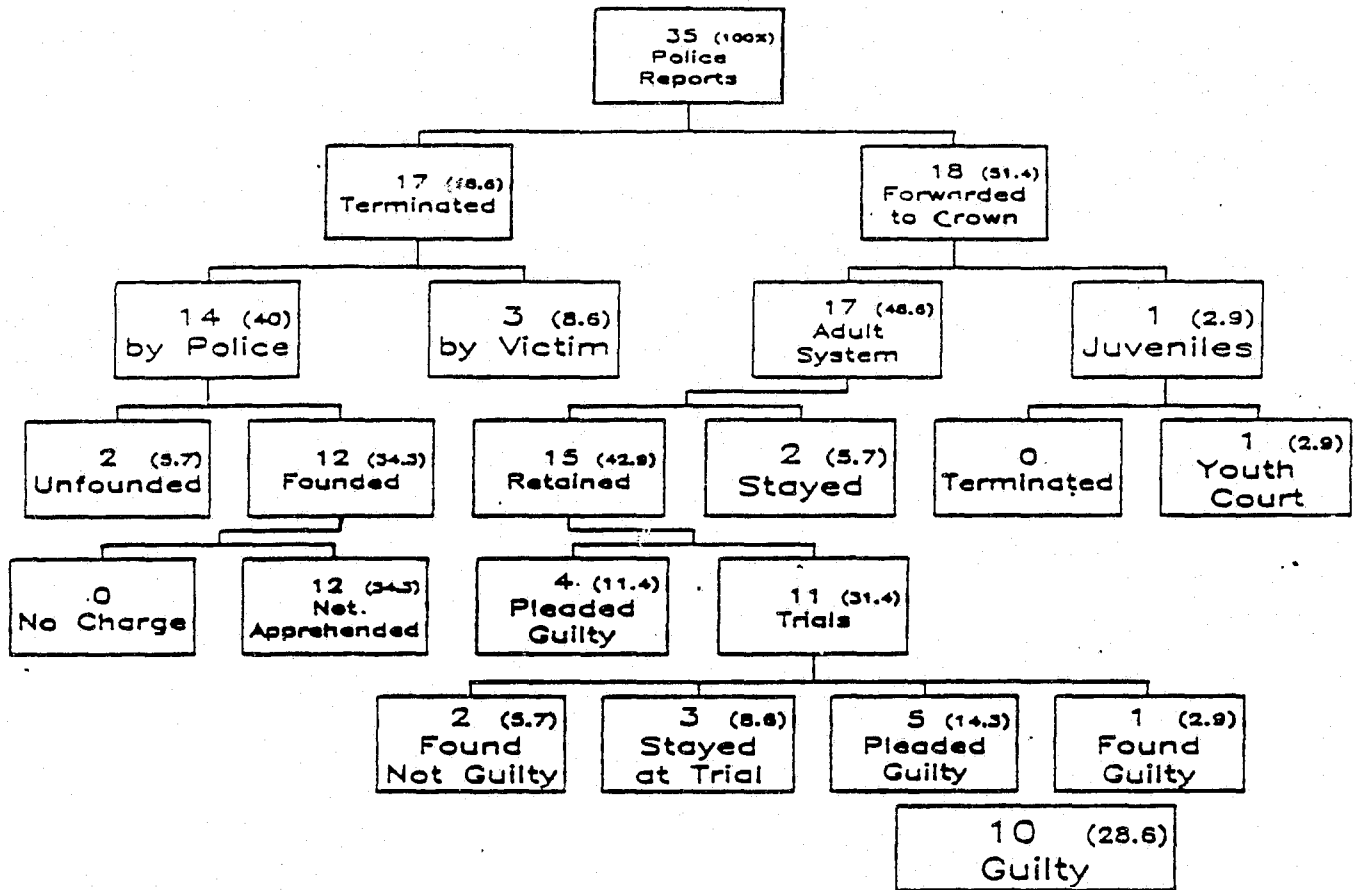 35 (100%)
Police
Reports
17 (48.6)
Terminated
18 (51.4)
Forwarded
to Crown
14 (40)
by Police
3 (8.6)
by Victim
17 (48.6)
Adult
System
1 (2.9)
Juveniles
2 (5.7)
Unfounded
12 (34.3)
Founded
15 (42.9)
Retained
2 (5.7)
Stayed
0
Terminated
1 (2.9)
Youth
Court
0
No Charge
12 (34.3)
Not.
Apprehended
4 (11.4)
Pleaded
Guilty
11 (31.4)
Trials
2 (5.7)
Found
Not Guilty
3 (8.6)
Stayed
at Trial
5 (14.3)
Pleaded
Guilty
1 (2.9)
Found
Guilty
10 (28.6)
Guilty